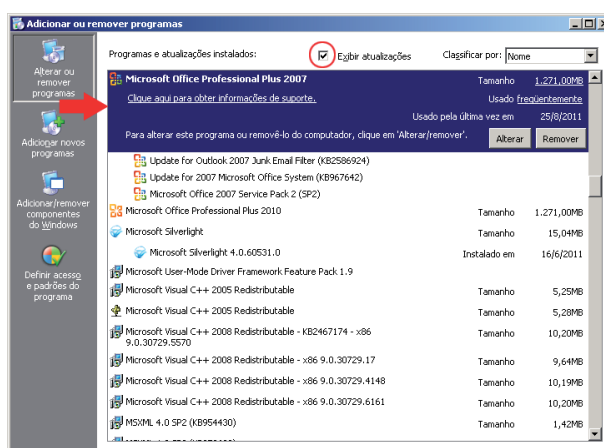 Adicionar ou remover programas
Alterar ou remover programas
Adicionar novos programas
Adicionar/remover componentes do Windows
Definir acesso e padrões do programa
Programas e atualizações instalados:
Exibir atualizações
Classificar por: Nome
Microsoft Office Professional Plus 2007 Tamanho 1.271,00MB
Clique aqui para obter informações de suporte. Usado freqüentemente
Usado pela última vez em 25/8/2011
Para alterar este programa ou removê-lo do computador, clique em 'Alterar/remover'. Alterar Remover
Update for Outlook 2007 Junk Email Filter (KB2586924)
Update for 2007 Microsoft Office System (KB967642)
Microsoft Office 2007 Service Pack 2 (SP2)
Microsoft Office Professional Plus 2010 Tamanho 1.271,00MB
Microsoft Silverlight Tamanho 15,04MB
Microsoft Silverlight 4.0.60531.0 Instalado em 16/6/2011
Microsoft User-Mode Driver Framework Feature Pack 1.9
Microsoft Visual C++ 2005 Redistributable Tamanho 5,25MB
Microsoft Visual C++ 2005 Redistributable Tamanho 5,28MB
Microsoft Visual C++ 2008 Redistributable - KB2467174 - x86 9.0.30729.5570 Tamanho 10,20MB
Microsoft Visual C++ 2008 Redistributable - x86 9.0.30729.17 Tamanho 9,64MB
Microsoft Visual C++ 2008 Redistributable - x86 9.0.30729.4148 Tamanho 10,19MB
Microsoft Visual C++ 2008 Redistributable - x86 9.0.30729.6161 Tamanho 10,20MB
MSXML 4.0 SP2 (KB954430) Tamanho 1,42MB